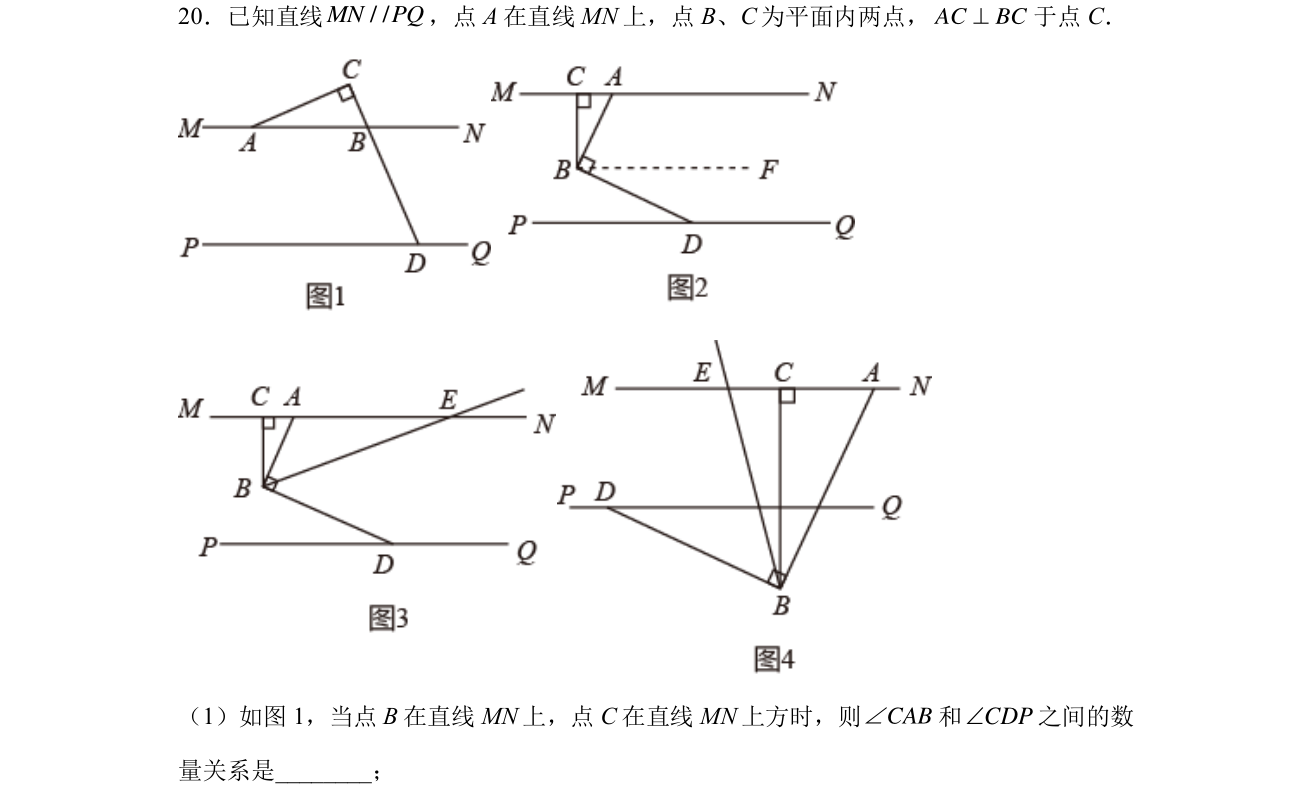 20．已知直线MN//PQ，点A在直线MN上，点B、C为平面内两点，AC⊥BC于点C．
C
M A B N
P D Q
图1
C A
M N
B F
P D Q
图2
C A E
M N
B
P D Q
图3
E C A
M N
P D Q
B
图4
（1）如图1，当点B在直线MN上，点C在直线MN上方时，则∠CAB和∠CDP之间的数
量关系是________；